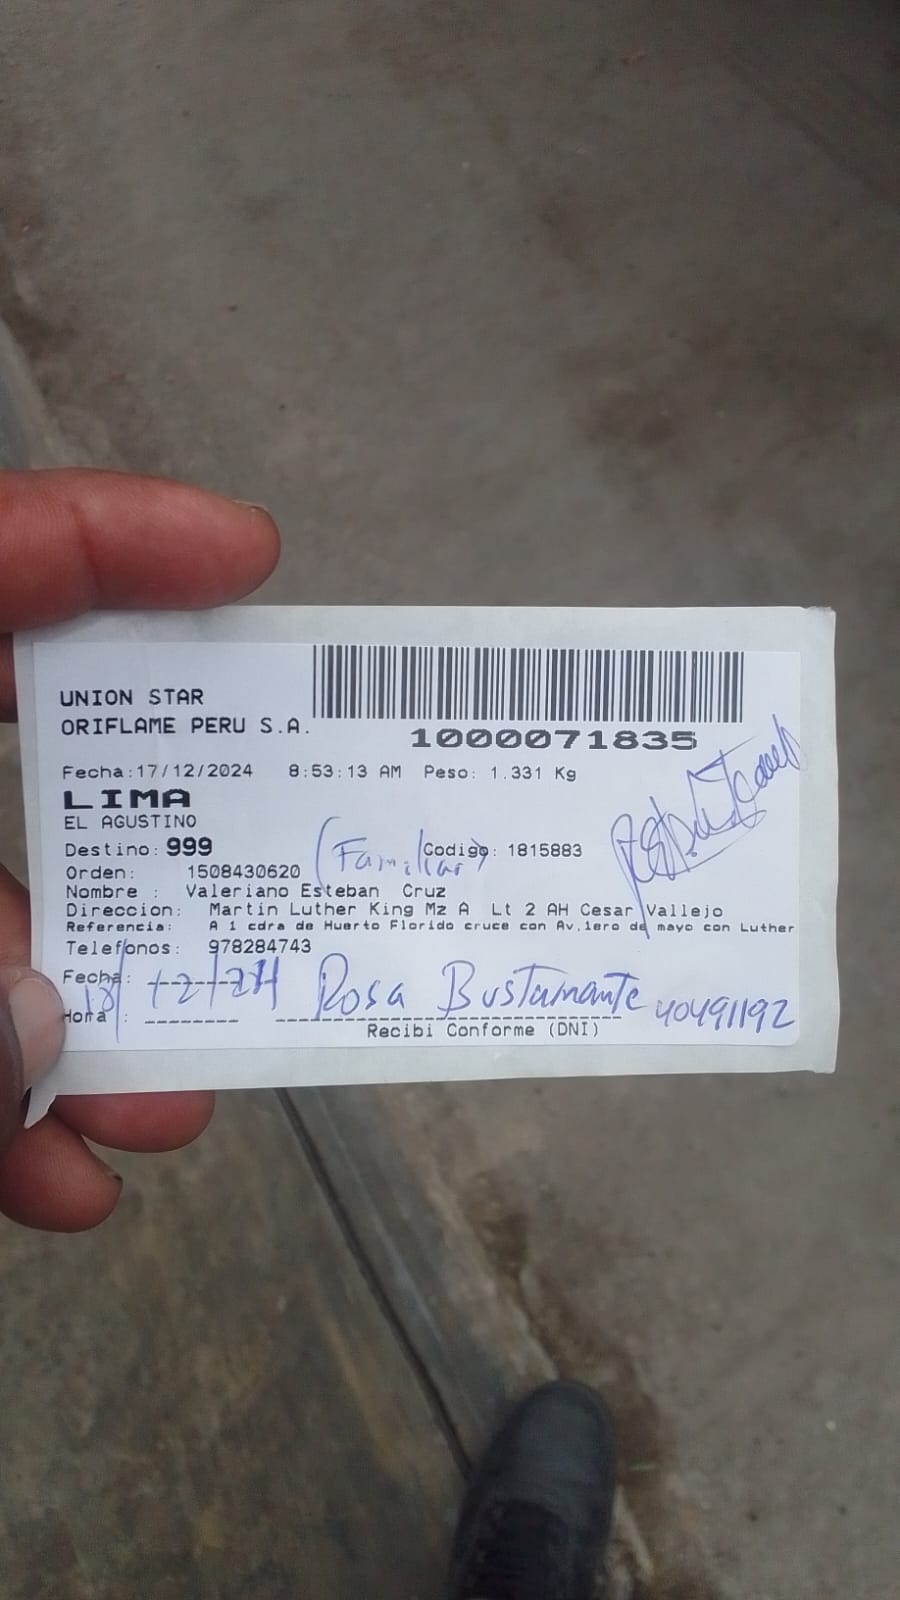 UNION STAR
ORIFLAME PERU S.A.
1000071835
Fecha:17/12/2024 8:53:13 AM Peso: 1.331 Kg
LIMA
EL AGUSTINO
Destino: 999 (Familiar) Codigo: 1815883
Orden: 1508430620
Nombre : Valeriano Esteban Cruz
Direccion: Martin Luther King Mz A Lt 2 AH Cesar Vallejo
Referencia: A 1 cdra de Huerto Florido cruce con Av.1ero de mayo con Luther
Telefonos: 978284743
Fecha: 18/12/24 Rosa Bustamante 40491192
Hora :
Recibi Conforme (DNI)